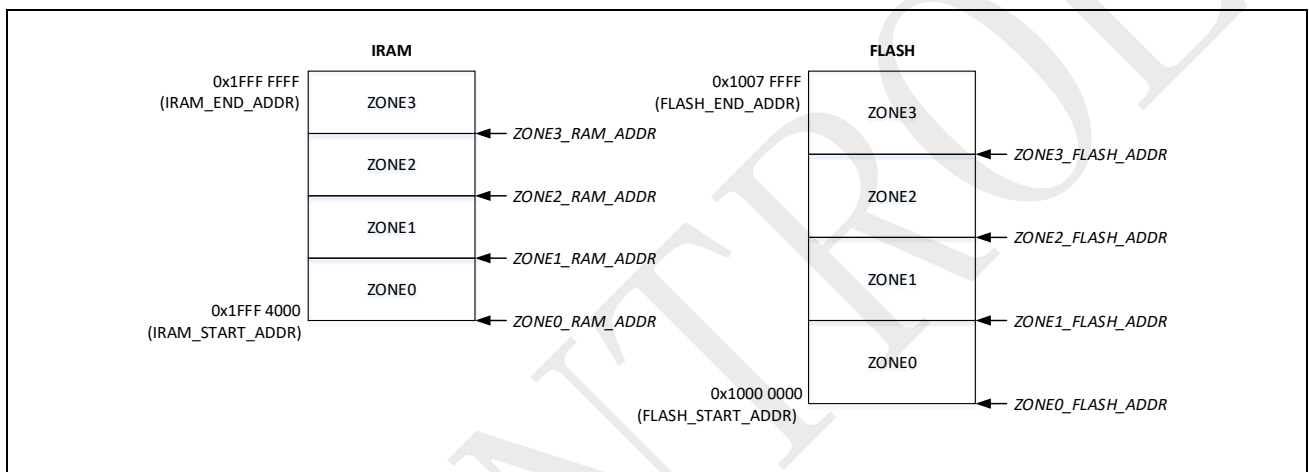 IRAM
0x1FFF FFFF
(IRAM_END_ADDR)
ZONE3
ZONE3_RAM_ADDR
ZONE2
ZONE2_RAM_ADDR
ZONE1
ZONE1_RAM_ADDR
ZONE0
0x1FFF 4000
(IRAM_START_ADDR)
ZONE0_RAM_ADDR
FLASH
0x1007 FFFF
(FLASH_END_ADDR)
ZONE3
ZONE3_FLASH_ADDR
ZONE2
ZONE2_FLASH_ADDR
ZONE1
ZONE1_FLASH_ADDR
ZONE0
0x1000 0000
(FLASH_START_ADDR)
ZONE0_FLASH_ADDR